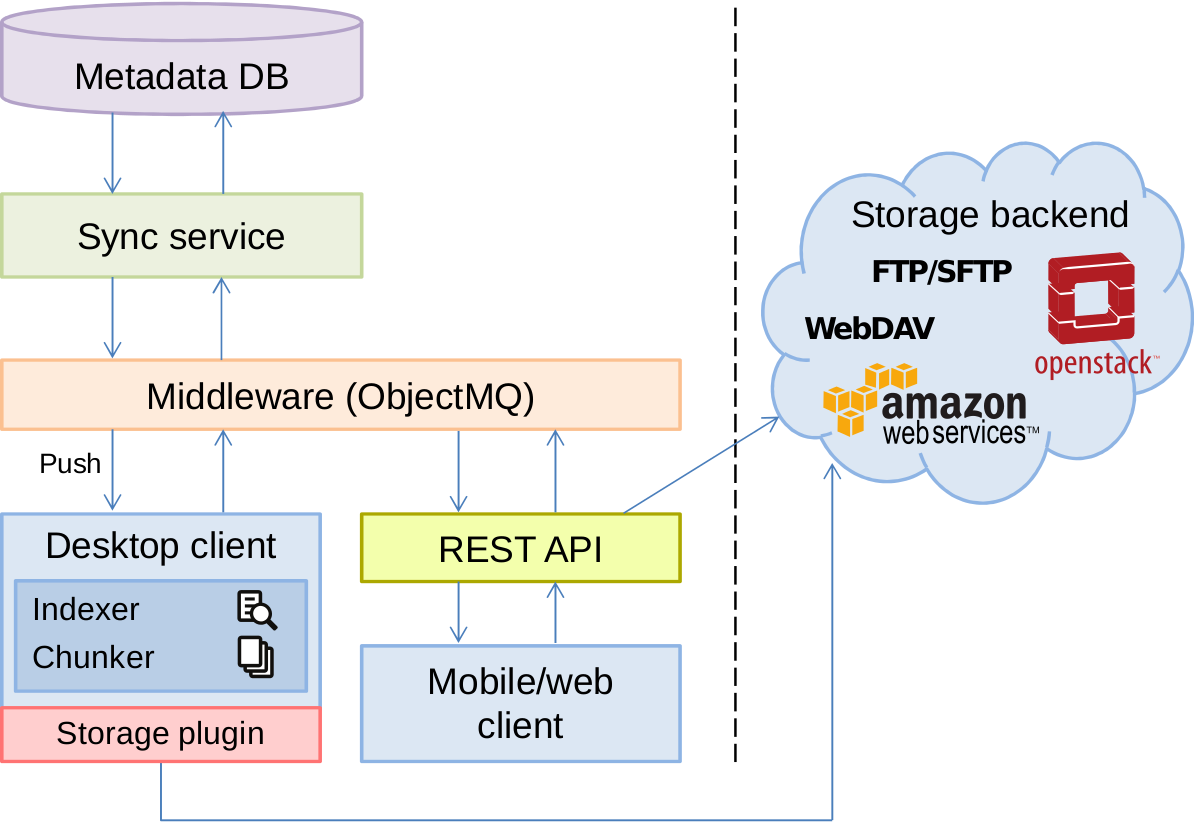 Metadata DB
Sync service
Middleware (ObjectMQ)
Push
Desktop client
Indexer
Chunker
Storage plugin
REST API
Mobile/web
client
Storage backend
FTP/SFTP
WebDAV
openstack™
amazon
web services™